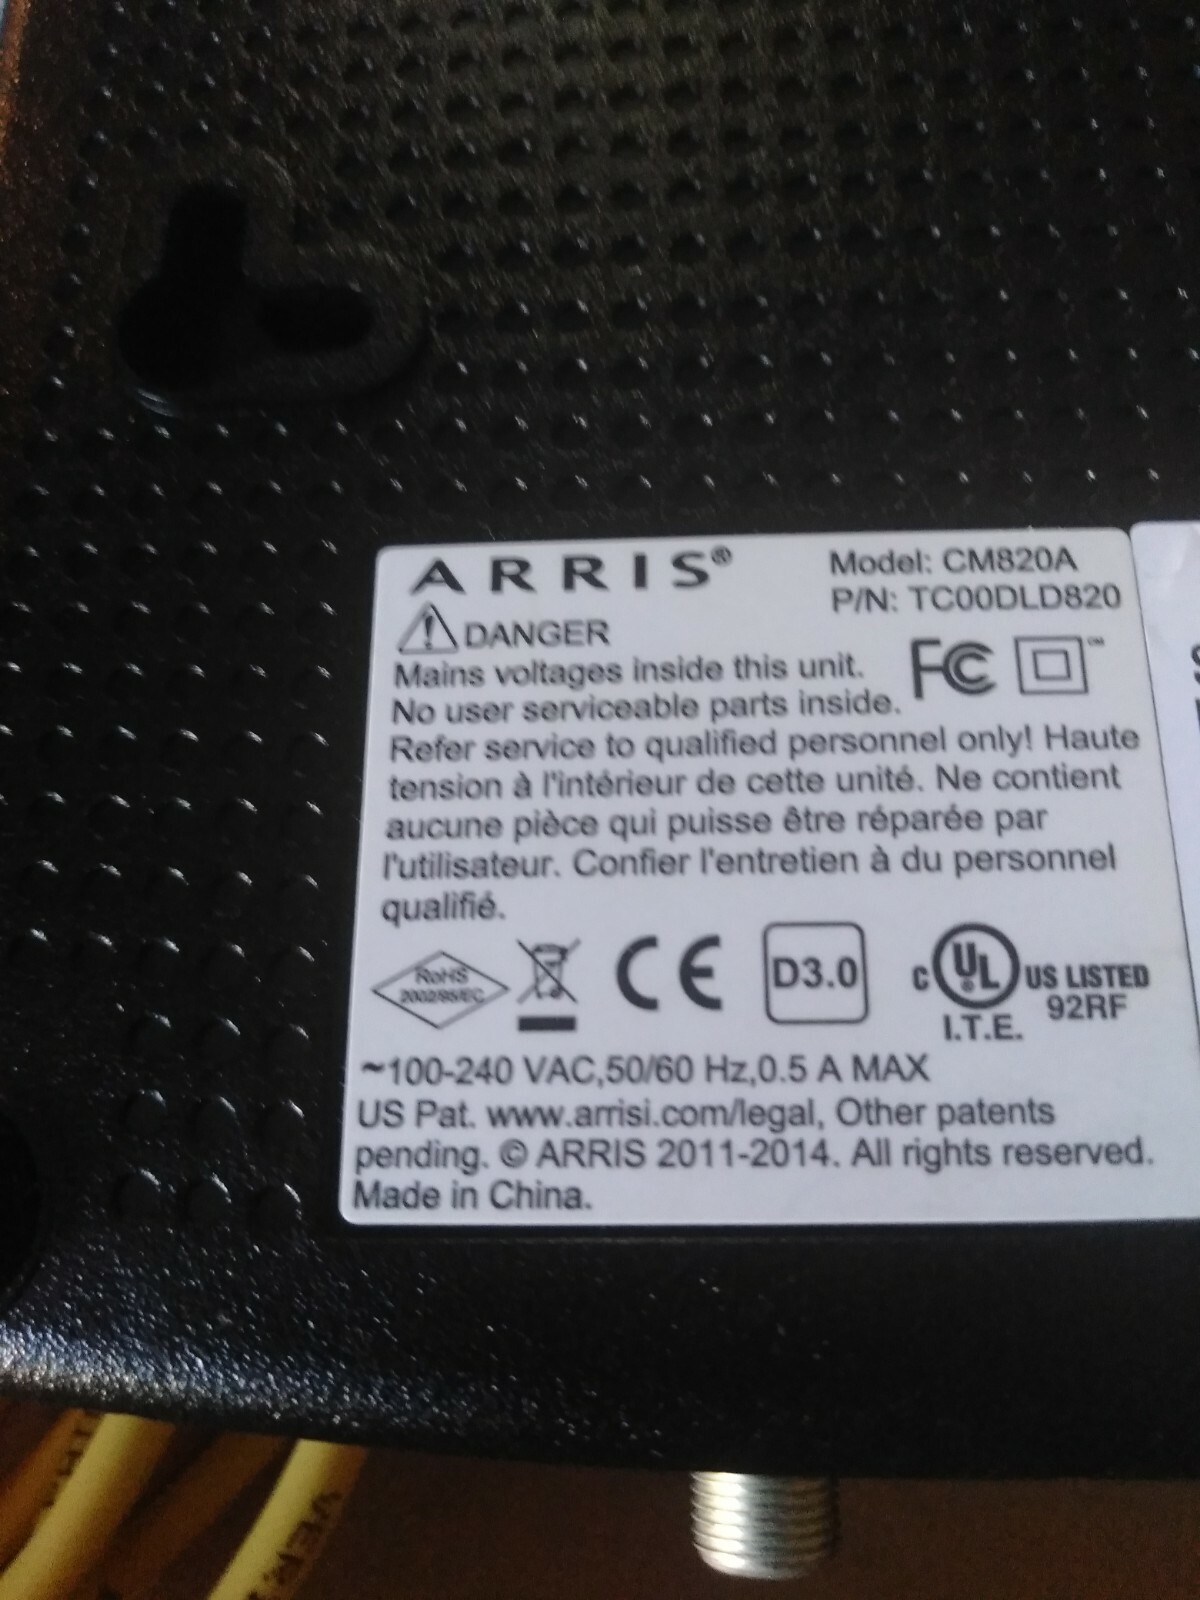 ARRIS®
Model: CM820A
P/N: TC00DLD820
DANGER
Mains voltages inside this unit.
No user serviceable parts inside.
Refer service to qualified personnel only! Haute
tension à l'intérieur de cette unité. Ne contient
aucune pièce qui puisse être réparée par
l'utilisateur. Confier l'entretien à du personnel
qualifié.
FC ™
RoHS
2002/95/EC
CE
D3.0
C UL® US LISTED
92RF
I.T.E.
~100-240 VAC,50/60 Hz,0.5 A MAX
US Pat. www.arrisi.com/legal, Other patents
pending. © ARRIS 2011-2014. All rights reserved.
Made in China.